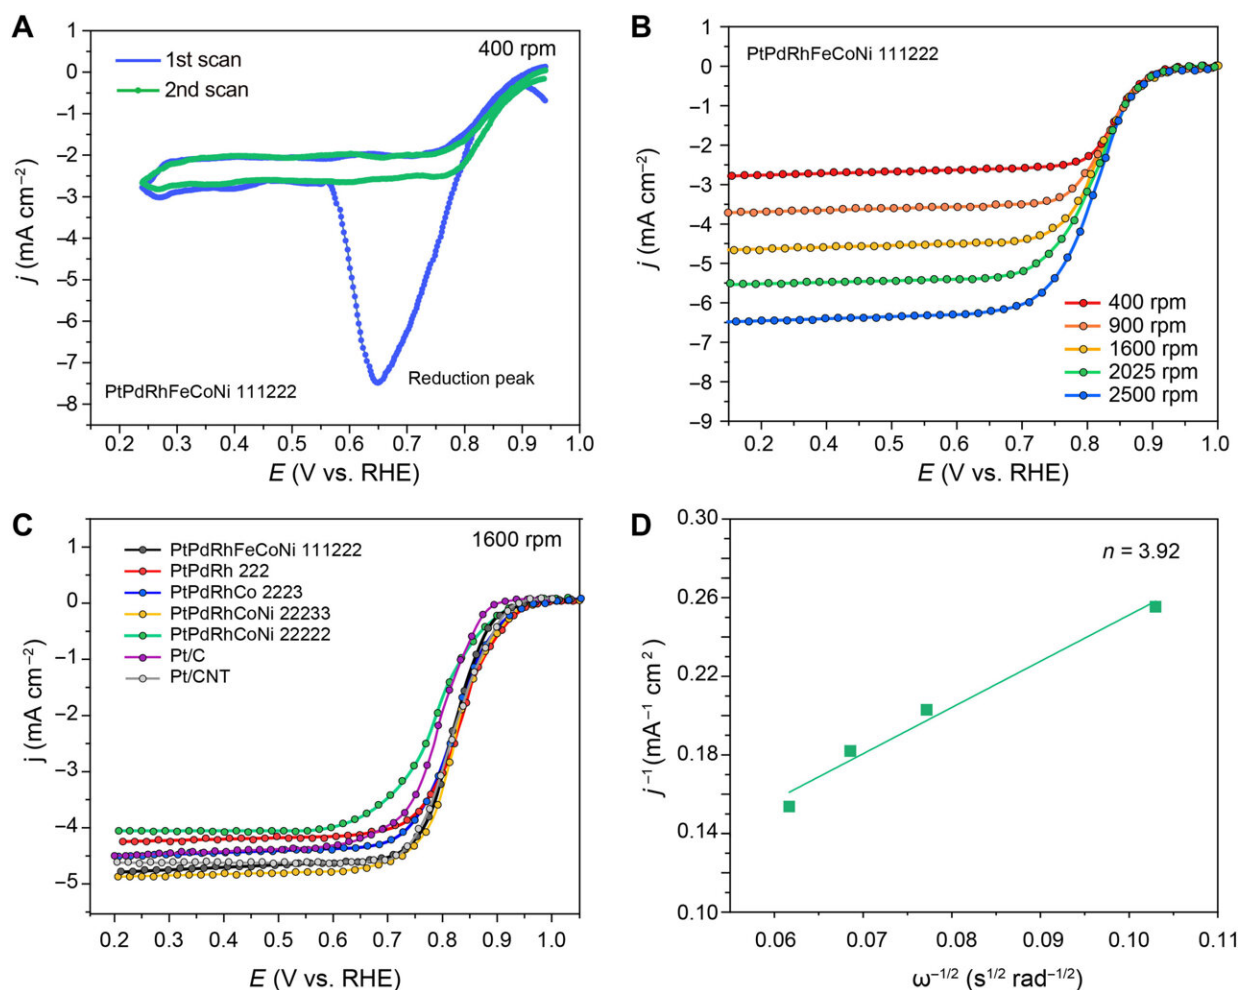 A
1st scan
2nd scan
400 rpm
1
0
−1
−2
−3
−4
−5
−6
−7
−8
j (mA cm−2)
Reduction peak
PtPdRhFeCoNi 111222
0.2 0.3 0.4 0.5 0.6 0.7 0.8 0.9 1.0
E (V vs. RHE)
B
PtPdRhFeCoNi 111222
1
0
−1
−2
−3
−4
−5
−6
−7
−8
−9
j (mA cm−2)
400 rpm
900 rpm
1600 rpm
2025 rpm
2500 rpm
0.2 0.3 0.4 0.5 0.6 0.7 0.8 0.9 1.0
E (V vs. RHE)
C
1600 rpm
PtPdRhFeCoNi 111222
PtPdRh 222
PtPdRhCo 2223
PtPdRhCoNi 22233
PtPdRhCoNi 22222
Pt/C
Pt/CNT
1
0
−1
−2
−3
−4
−5
j (mA cm−2)
0.2 0.3 0.4 0.5 0.6 0.7 0.8 0.9 1.0
E (V vs. RHE)
D
n = 3.92
0.30
0.26
0.22
0.18
0.14
0.10
j−1 (mA−1 cm2)
0.06 0.07 0.08 0.09 0.10 0.11
ω−1/2 (s1/2 rad−1/2)